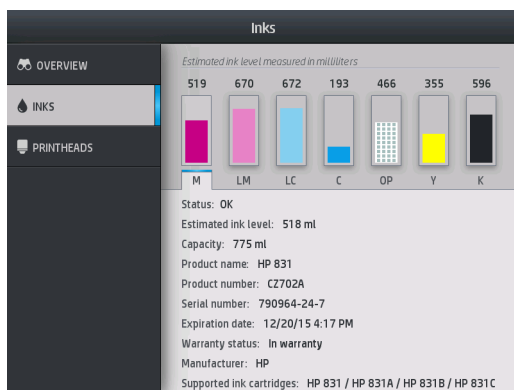 Inks
OVERVIEW
INKS
PRINTHEADS
Estimated ink level measured in milliliters
519 670 672 193 466 355 596
M LM LC C OP Y K
Status: OK
Estimated ink level: 518 ml
Capacity: 775 ml
Product name: HP 831
Product number: CZ702A
Serial number: 790964-24-7
Expiration date: 12/20/15 4:17 PM
Warranty status: In warranty
Manufacturer: HP
Supported ink cartridges: HP 831 / HP 831A / HP 831B / HP 831C